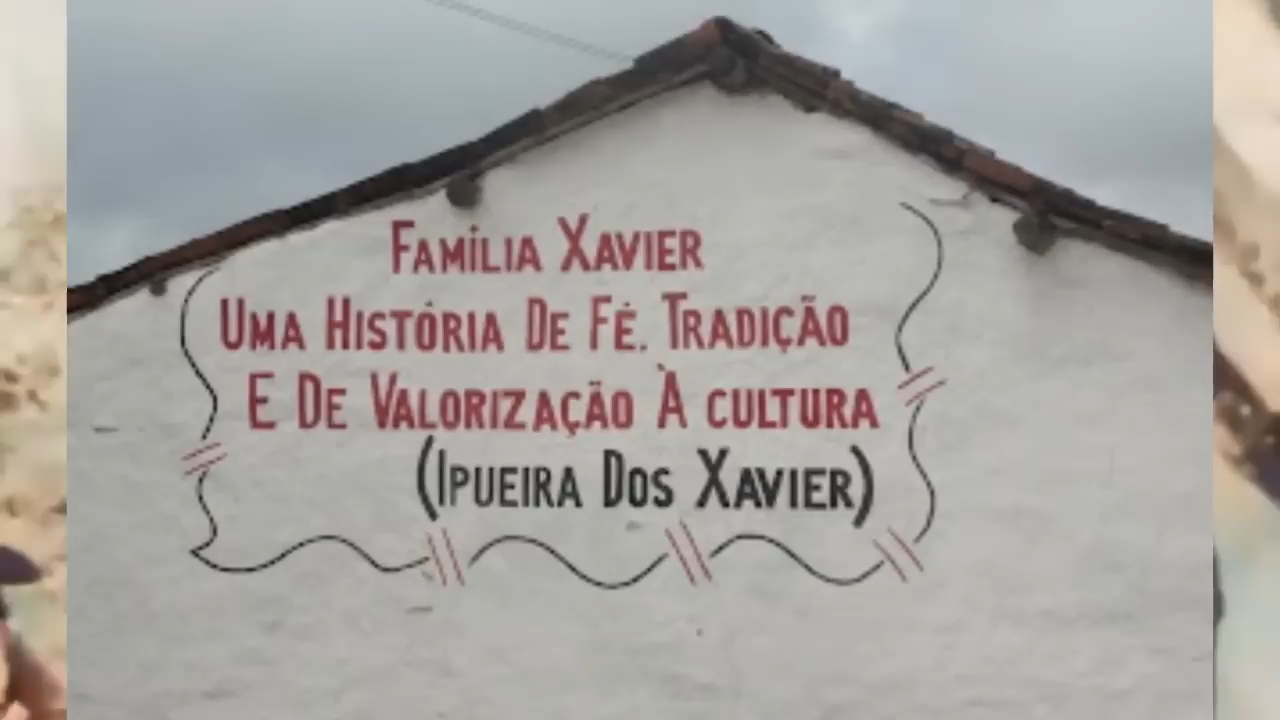 FAMÍLIA XAVIER
UMA HISTÓRIA DE FÉ. TRADIÇÃO
E DE VALORIZAÇÃO À CULTURA
(IPUEIRA DOS XAVIER)